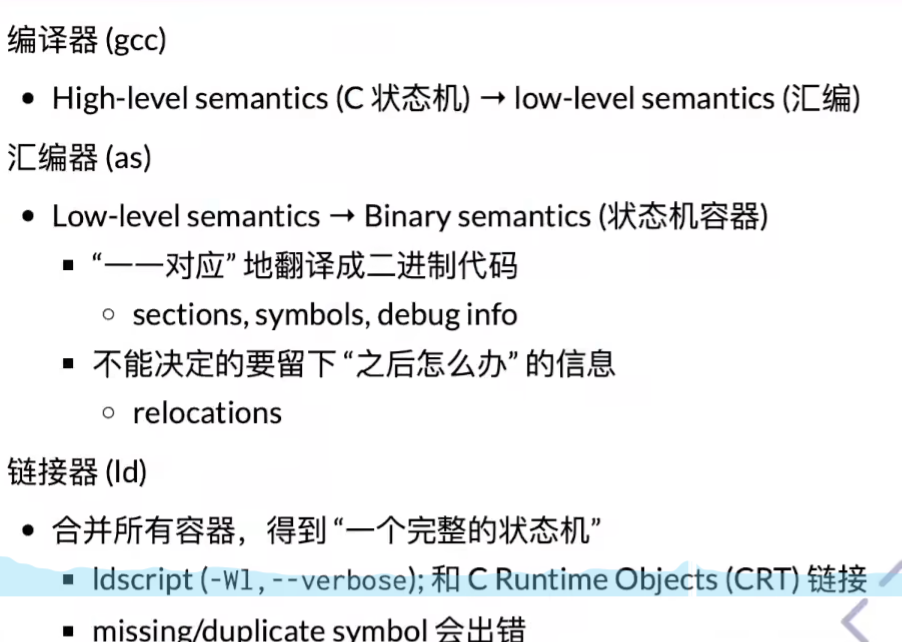 编译器 (gcc)
• High-level semantics (C 状态机) → low-level semantics (汇编)
汇编器 (as)
• Low-level semantics → Binary semantics (状态机容器)
▪ “一一对应” 地翻译成二进制代码
◦ sections, symbols, debug info
▪ 不能决定的要留下 “之后怎么办” 的信息
◦ relocations
链接器 (ld)
• 合并所有容器，得到 “一个完整的状态机”
▪ ldscript (-Wl,--verbose); 和 C Runtime Objects (CRT) 链接
▪ missing/duplicate symbol 会出错